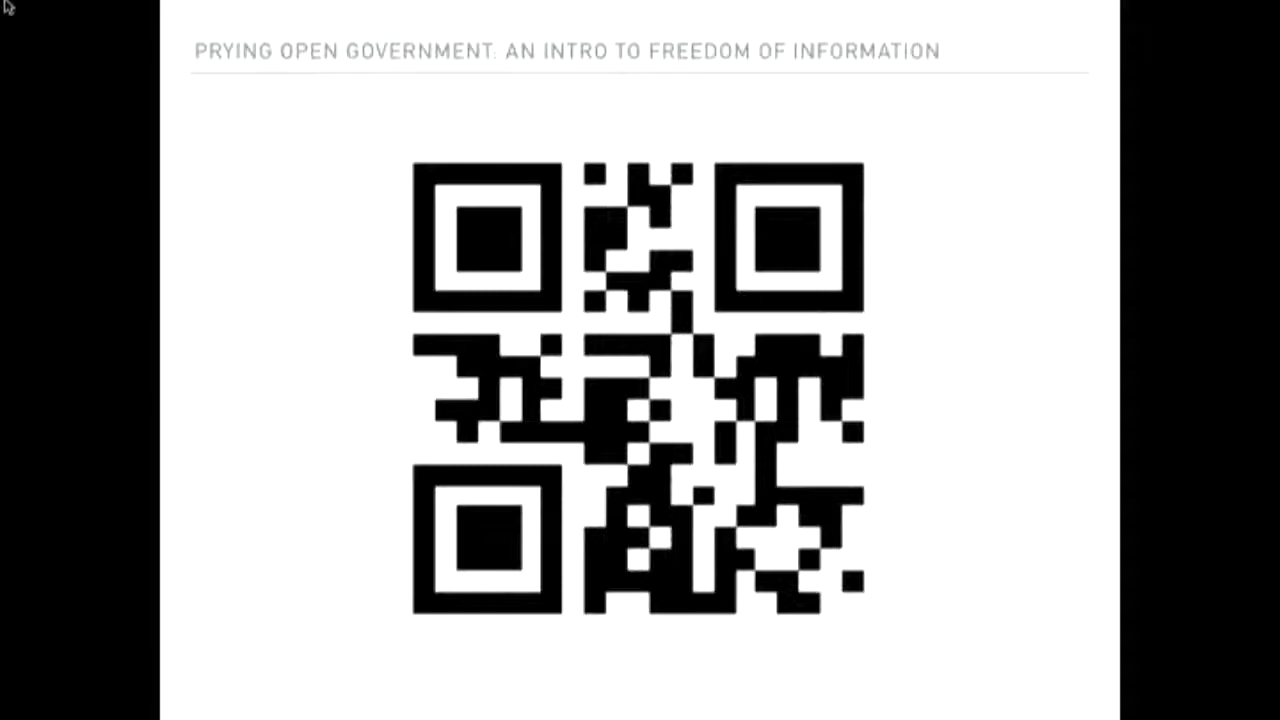 PRYING OPEN GOVERNMENT: AN INTRO TO FREEDOM OF INFORMATION